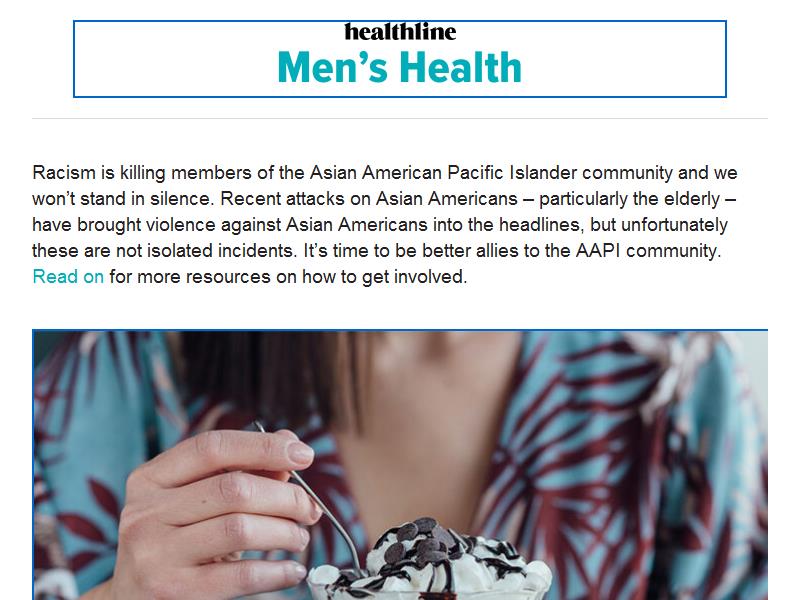 healthline
Men’s Health
Racism is killing members of the Asian American Pacific Islander community and we
won’t stand in silence. Recent attacks on Asian Americans – particularly the elderly –
have brought violence against Asian Americans into the headlines, but unfortunately
these are not isolated incidents. It’s time to be better allies to the AAPI community.
Read on for more resources on how to get involved.